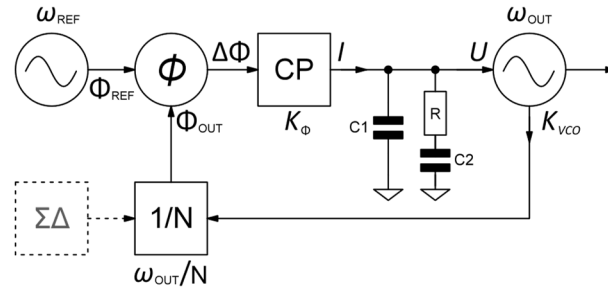 ω_REF ω_OUT
ϕ ΔΦ CP I U
Φ_REF
Φ_OUT K_Φ C1 R K_VCO
C2
ΣΔ 1/N
ω_OUT/N